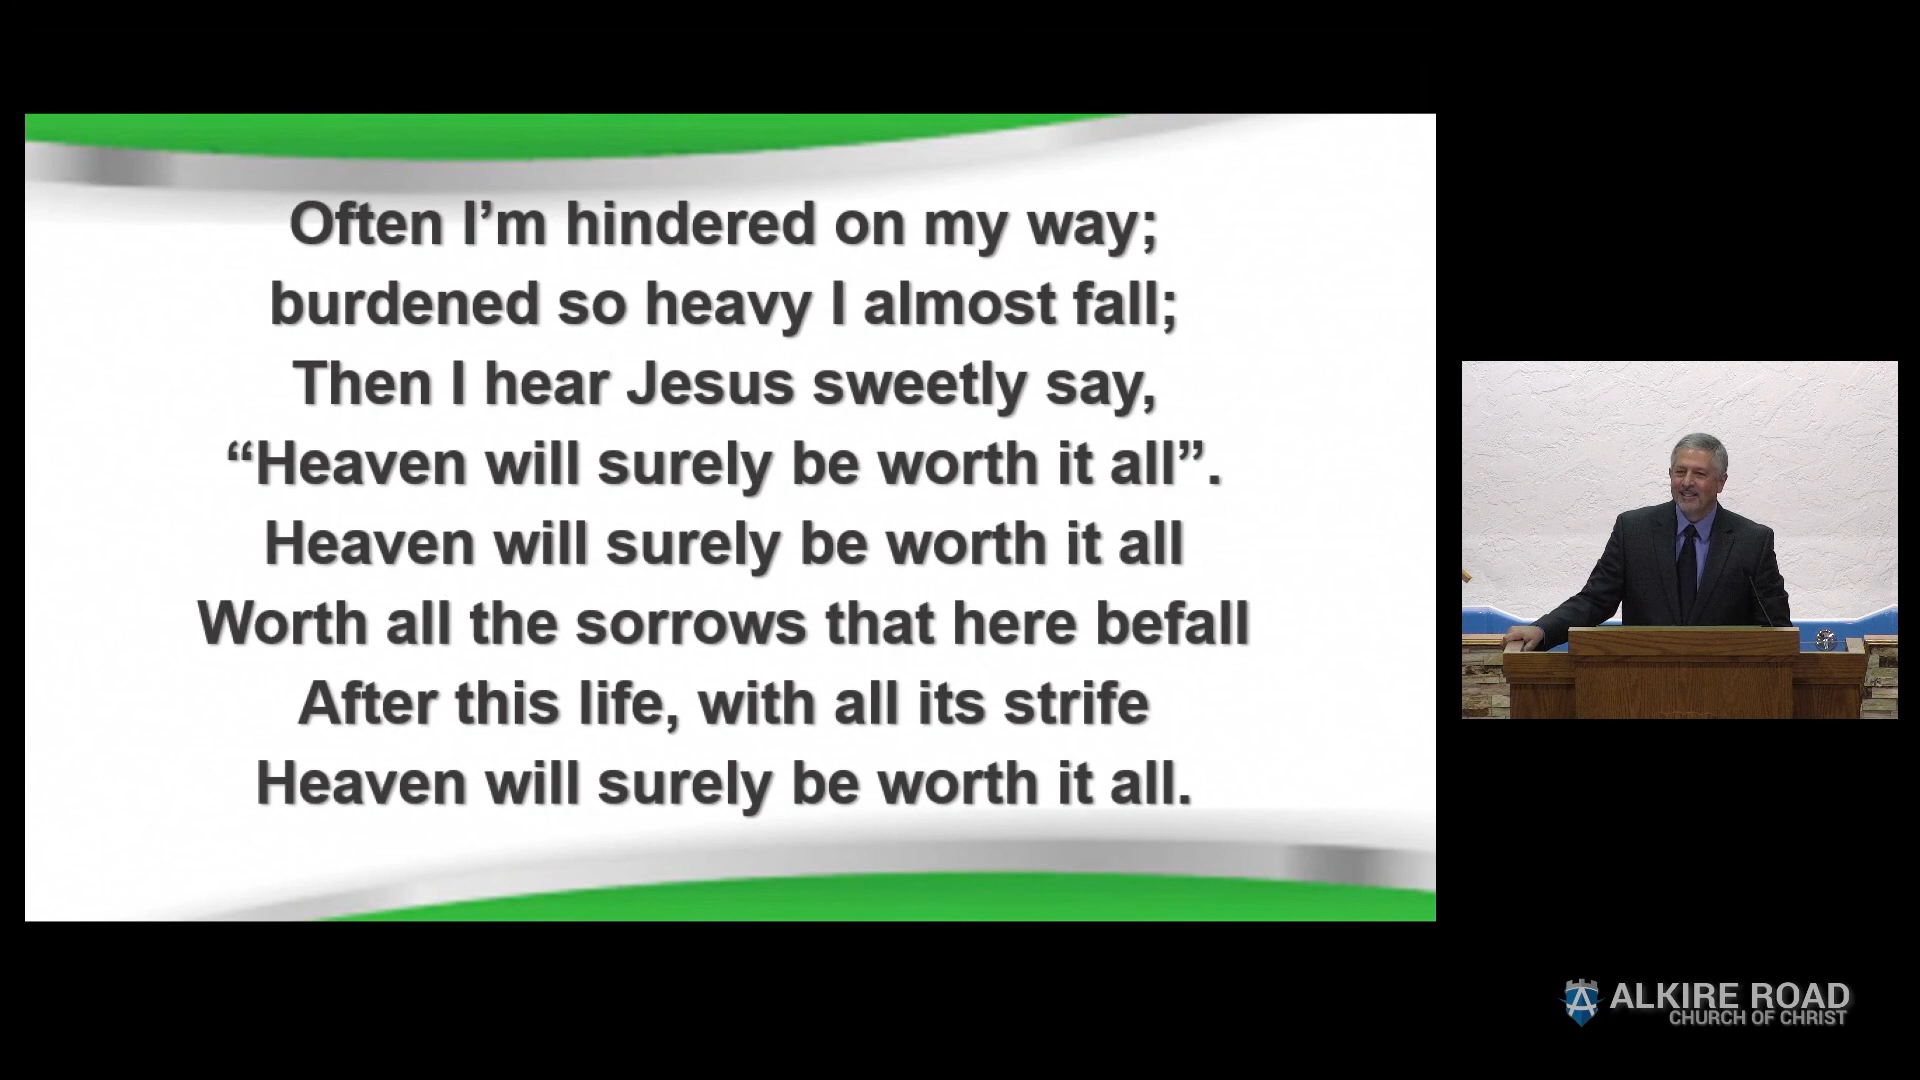 Often I’m hindered on my way;
burdened so heavy I almost fall;
Then I hear Jesus sweetly say,
“Heaven will surely be worth it all”.
Heaven will surely be worth it all
Worth all the sorrows that here befall
After this life, with all its strife
Heaven will surely be worth it all.
ALKIRE ROAD
CHURCH OF CHRIST